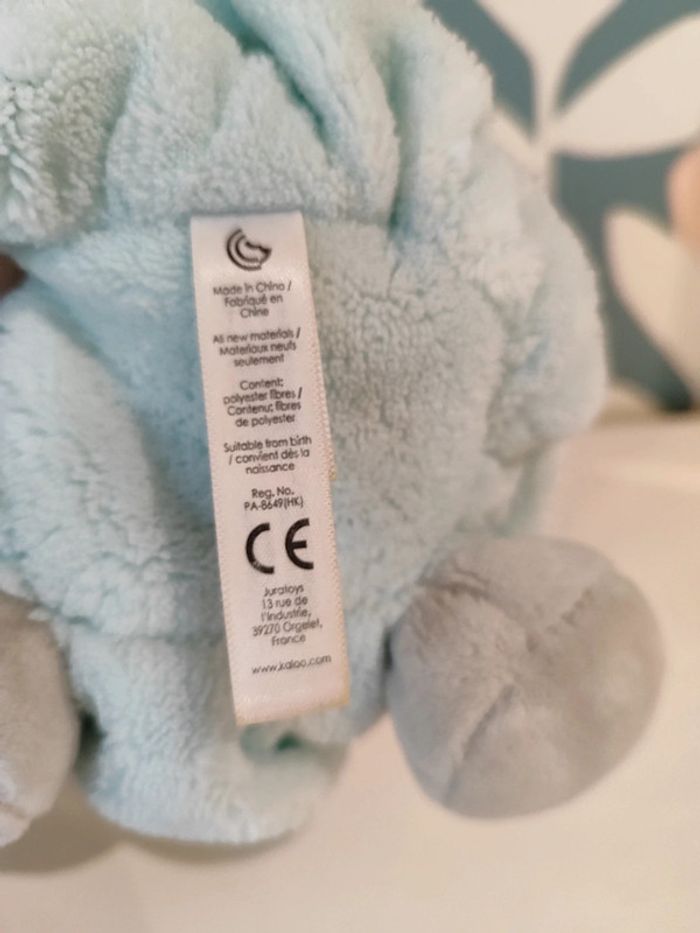 Made in China /
Fabriqué en
Chine
All new materials /
Materiaux neufs
seulement
Content:
polyester fibres /
Contenu: fibres
de polyester
Suitable from birth
/ convient dès la
naissance
Reg. No.
PA-8649(HK)
CE
Juratoys
13 rue de
l'Industrie,
39270 Orgelet,
France
www.kaloo.com